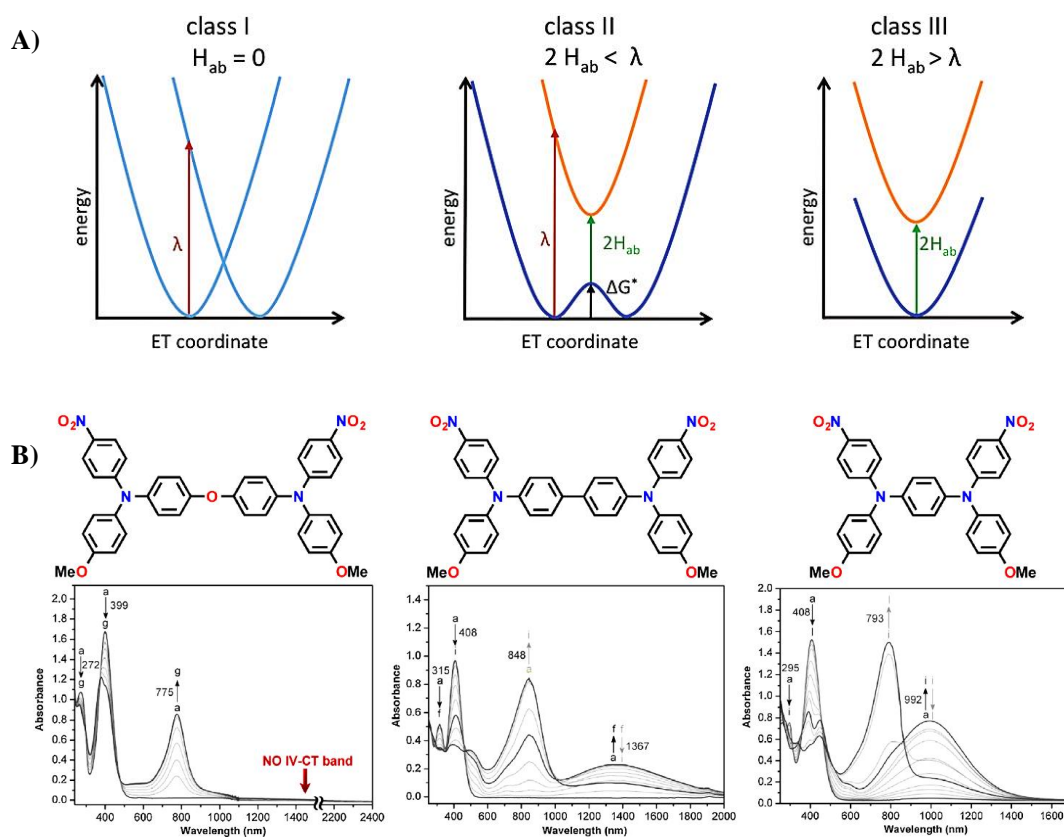 A)
class I
H_ab = 0
class II
2 H_ab < λ
class III
2 H_ab > λ
energy
λ
ET coordinate
energy
λ
2H_ab
ΔG*
ET coordinate
energy
2H_ab
ET coordinate
B)
O₂N
NO₂
N
O
N
MeO
OMe
O₂N
NO₂
N
N
MeO
OMe
O₂N
NO₂
N
N
MeO
OMe
Absorbance
2.0
1.8
1.6
1.4
1.2
1.0
0.8
0.6
0.4
0.2
0.0
a
399
g
a
272
g
g
775
a
NO IV-CT band
400 800 1200 2000 2400
Wavelength (nm)
Absorbance
1.4
1.2
1.0
0.8
0.6
0.4
0.2
0.0
a
408
i
315
a
i
848
a
f f
1367
a
400 600 800 1000 1200 1400 1600 1800 2000
Wavelength (nm)
Absorbance
2.0
1.8
1.6
1.4
1.2
1.0
0.8
0.6
0.4
0.2
0.0
a
408
i
295
a
i
793
i
992
a
400 600 800 1000 1200 1400 1600
Wavelength (nm)